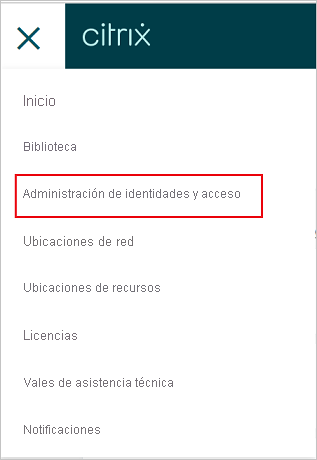 citrix
Inicio
Biblioteca
Administración de identidades y acceso
Ubicaciones de red
Ubicaciones de recursos
Licencias
Vales de asistencia técnica
Notificaciones